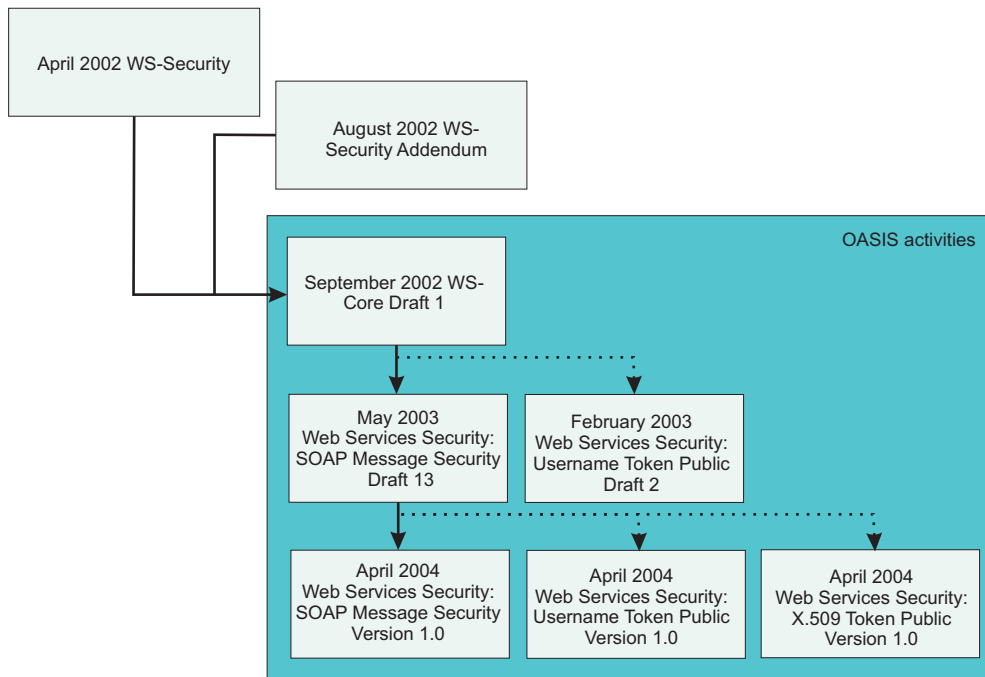 April 2002 WS-Security
August 2002 WS-
Security Addendum
OASIS activities
September 2002 WS-
Core Draft 1
May 2003
Web Services Security:
SOAP Message Security
Draft 13
February 2003
Web Services Security:
Username Token Public
Draft 2
April 2004
Web Services Security:
SOAP Message Security
Version 1.0
April 2004
Web Services Security:
Username Token Public
Version 1.0
April 2004
Web Services Security:
X.509 Token Public
Version 1.0